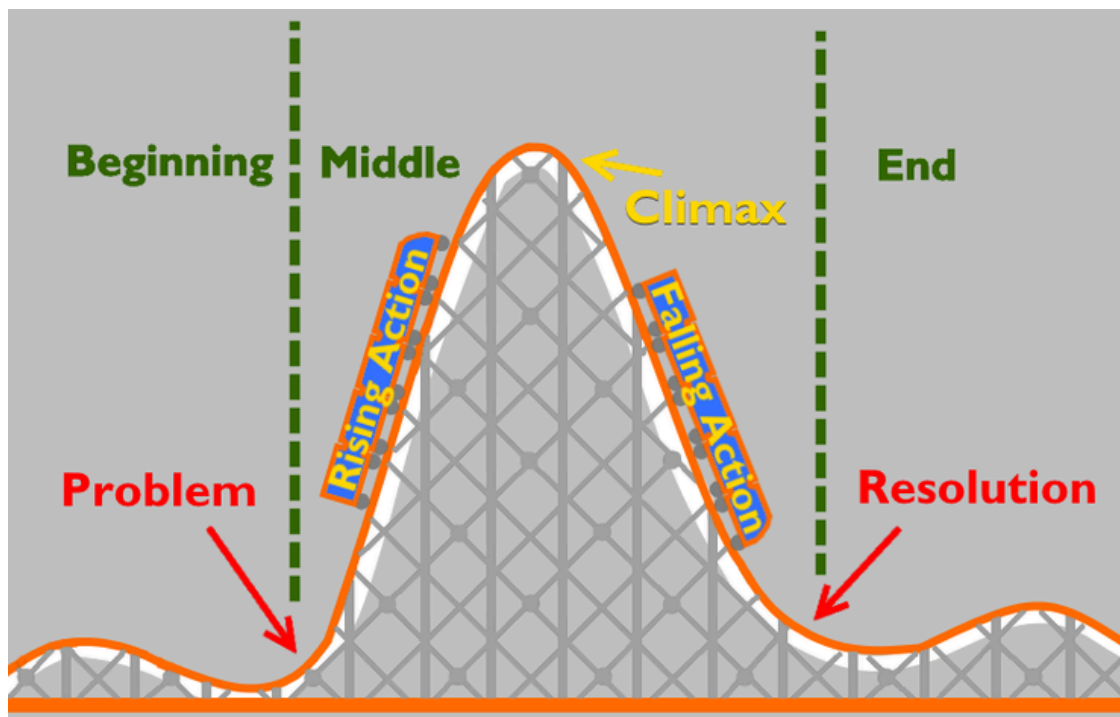 Beginning
Middle
End
Climax
Rising Action
Falling Action
Problem
Resolution